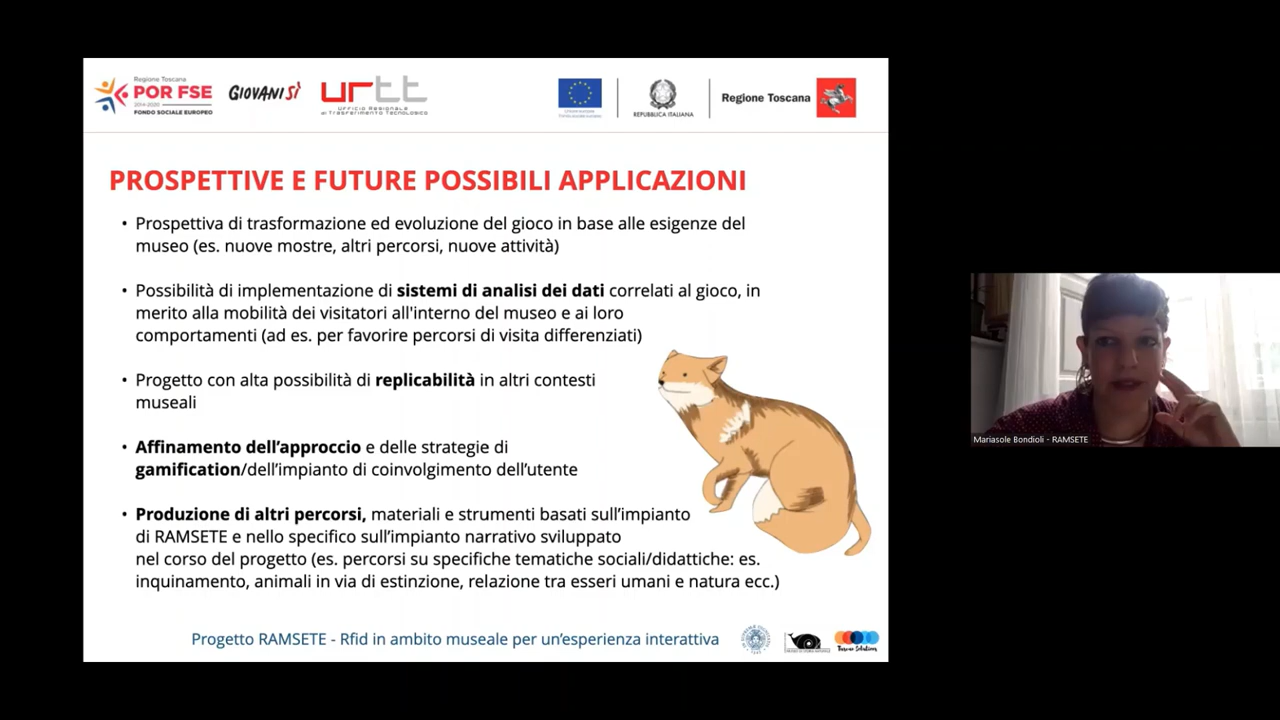 Regione Toscana
POR FSE
2014-2020
FONDO SOCIALE EUROPEO
GIOVANISÌ
urtt
Ufficio Regionale
di Trasferimento Tecnologico
Unione europea
Fondo sociale europeo
REPUBBLICA ITALIANA
Regione Toscana
PROSPETTIVE E FUTURE POSSIBILI APPLICAZIONI
• Prospettiva di trasformazione ed evoluzione del gioco in base alle esigenze del
museo (es. nuove mostre, altri percorsi, nuove attività)
• Possibilità di implementazione di sistemi di analisi dei dati correlati al gioco, in
merito alla mobilità dei visitatori all'interno del museo e ai loro
comportamenti (ad es. per favorire percorsi di visita differenziati)
• Progetto con alta possibilità di replicabilità in altri contesti
museali
• Affinamento dell'approccio e delle strategie di
gamification/dell'impianto di coinvolgimento dell'utente
• Produzione di altri percorsi, materiali e strumenti basati sull'impianto
di RAMSETE e nello specifico sull'impianto narrativo sviluppato
nel corso del progetto (es. percorsi su specifiche tematiche sociali/didattiche: es.
inquinamento, animali in via di estinzione, relazione tra esseri umani e natura ecc.)
Progetto RAMSETE - Rfid in ambito museale per un'esperienza interattiva
Mariasole Bondioli - RAMSETE